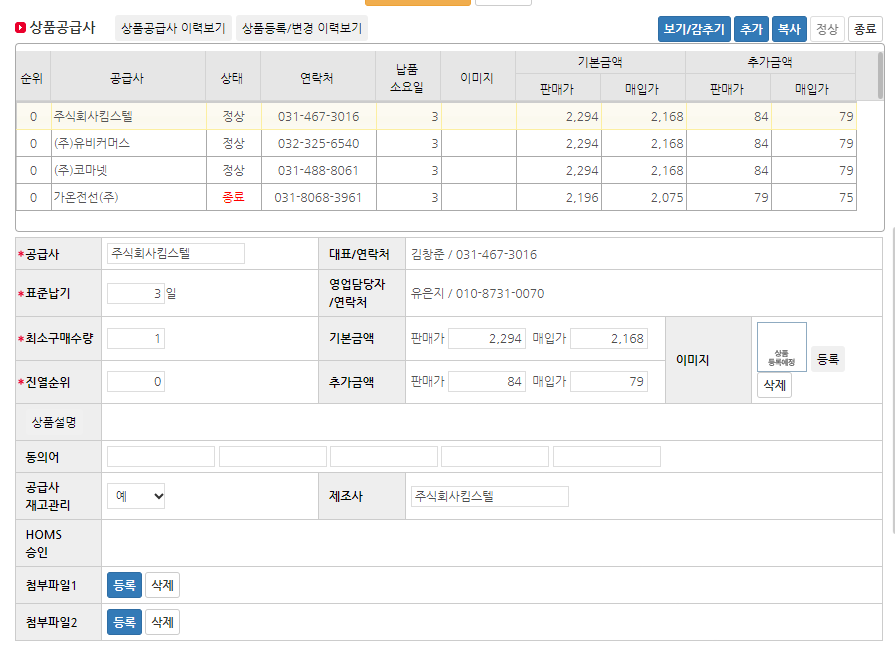 상품공급사 상품공급사 이력보기 상품등록/변경 이력보기 보기/감추기 추가 복사 정상 종료
순위 공급사 상태 연락처 납품 소요일 이미지 기본금액 추가금액
판매가 매입가 판매가 매입가
0 주식회사킴스텔 정상 031-467-3016 3 2,294 2,168 84 79
0 (주)유비커머스 정상 032-325-6540 3 2,294 2,168 84 79
0 (주)코마넷 정상 031-488-8061 3 2,294 2,168 84 79
0 가온전선(주) 종료 031-8068-3961 3 2,196 2,075 79 75
*공급사 주식회사킴스텔 대표/연락처 김창준 / 031-467-3016
*표준납기 3 일 영업담당자 /연락처 유은지 / 010-8731-0070
*최소구매수량 1 기본금액 판매가 2,294 매입가 2,168
이미지 상품 등록예정 등록 삭제
*진열순위 0 추가금액 판매가 84 매입가 79
상품설명
동의어
공급사 재고관리 예 제조사 주식회사킴스텔
HOMS
승인
첨부파일1 등록 삭제
첨부파일2 등록 삭제